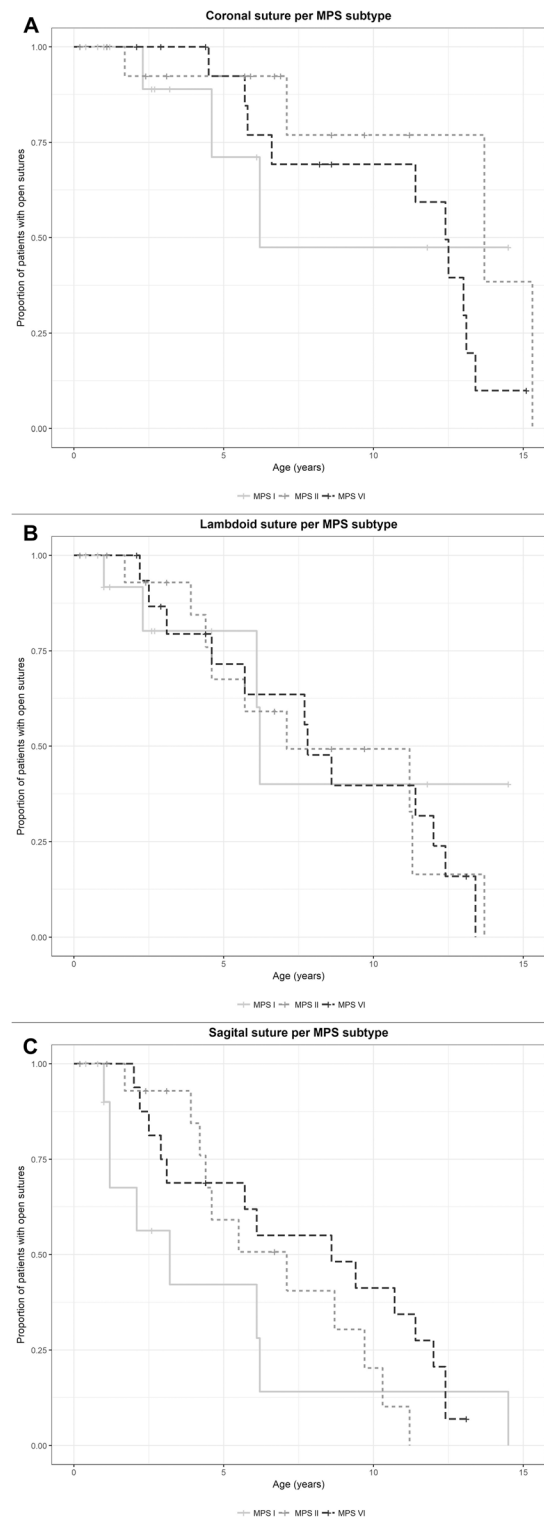 A
Coronal suture per MPS subtype
Proportion of patients with open sutures
1.00
0.75
0.50
0.25
0.00
0
5
10
15
Age (years)
MPS I MPS II MPS VI
B
Lambdoid suture per MPS subtype
Proportion of patients with open sutures
1.00
0.75
0.50
0.25
0.00
0
5
10
15
Age (years)
MPS I MPS II MPS VI
C
Sagital suture per MPS subtype
Proportion of patients with open sutures
1.00
0.75
0.50
0.25
0.00
0
5
10
15
Age (years)
MPS I MPS II MPS VI